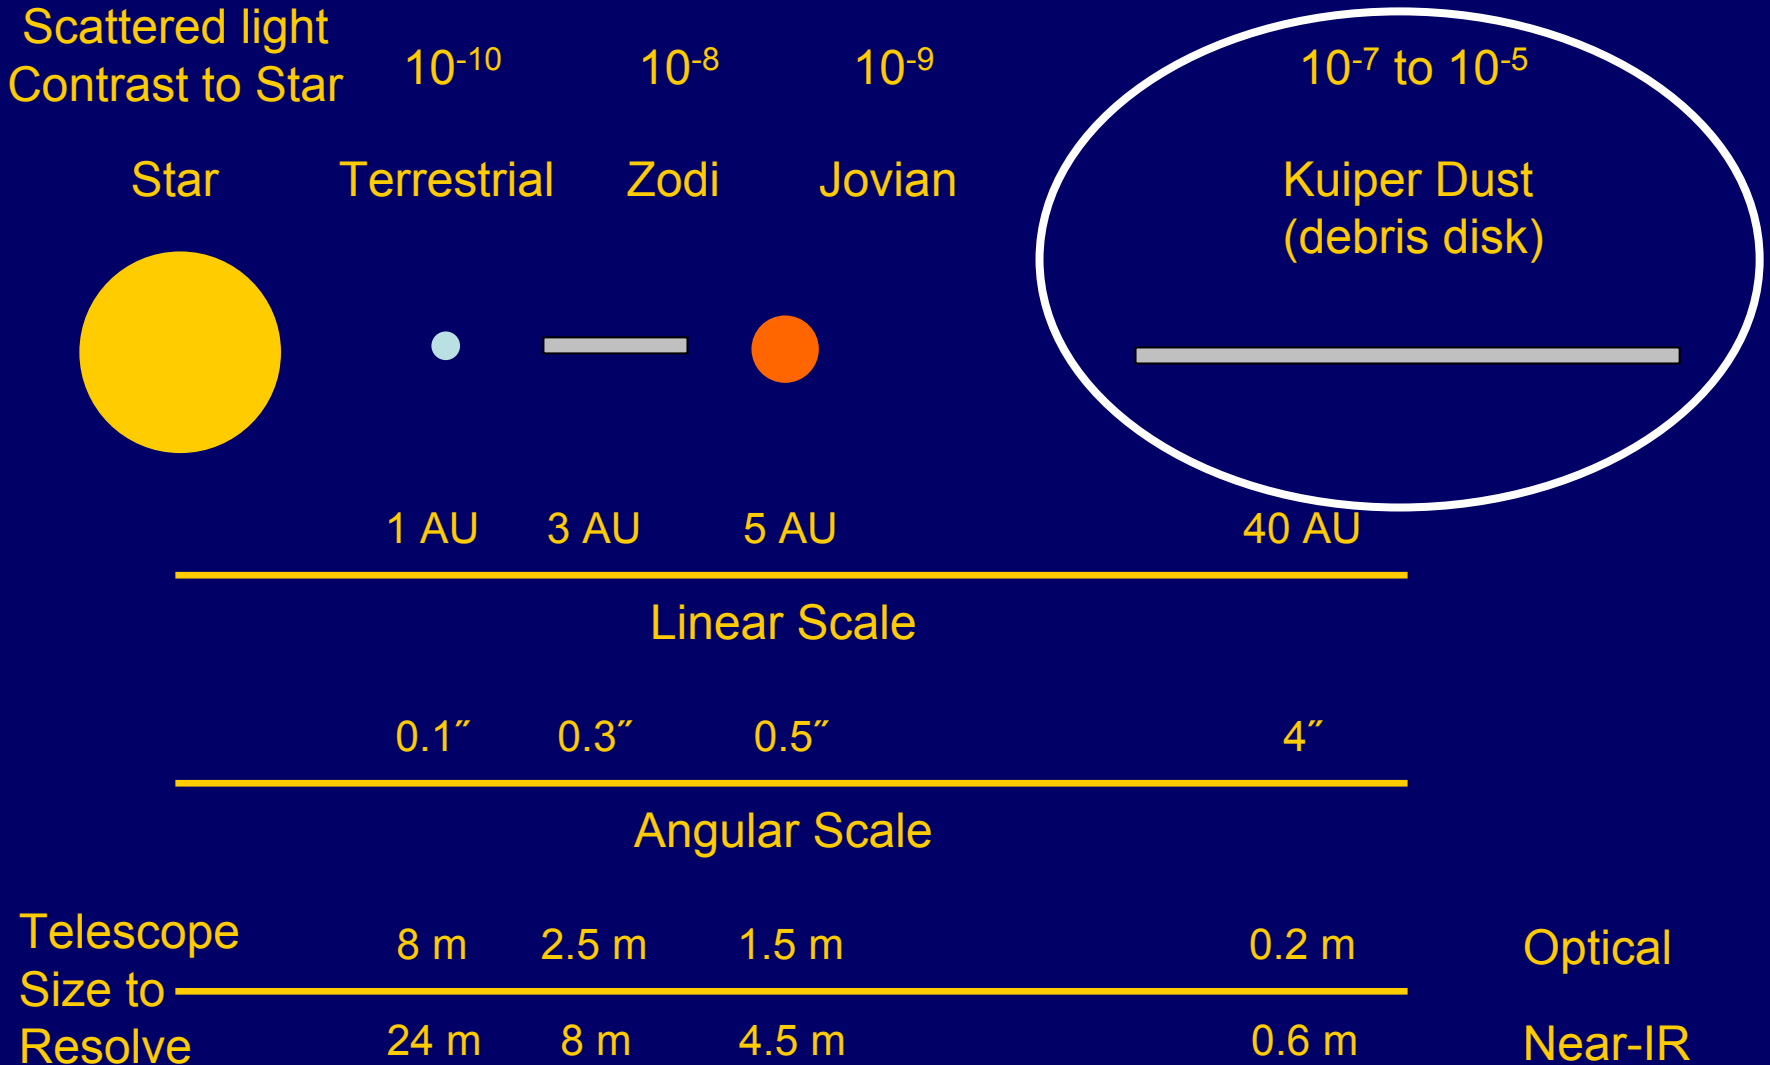 Scattered light
Contrast to Star
10⁻¹⁰ 10⁻⁸ 10⁻⁹ 10⁻⁷ to 10⁻⁵
Star Terrestrial Zodi Jovian Kuiper Dust
(debris disk)
1 AU 3 AU 5 AU 40 AU
Linear Scale
0.1˝ 0.3˝ 0.5˝ 4˝
Angular Scale
Telescope
Size to
Resolve
8 m 2.5 m 1.5 m 0.2 m Optical
24 m 8 m 4.5 m 0.6 m Near-IR